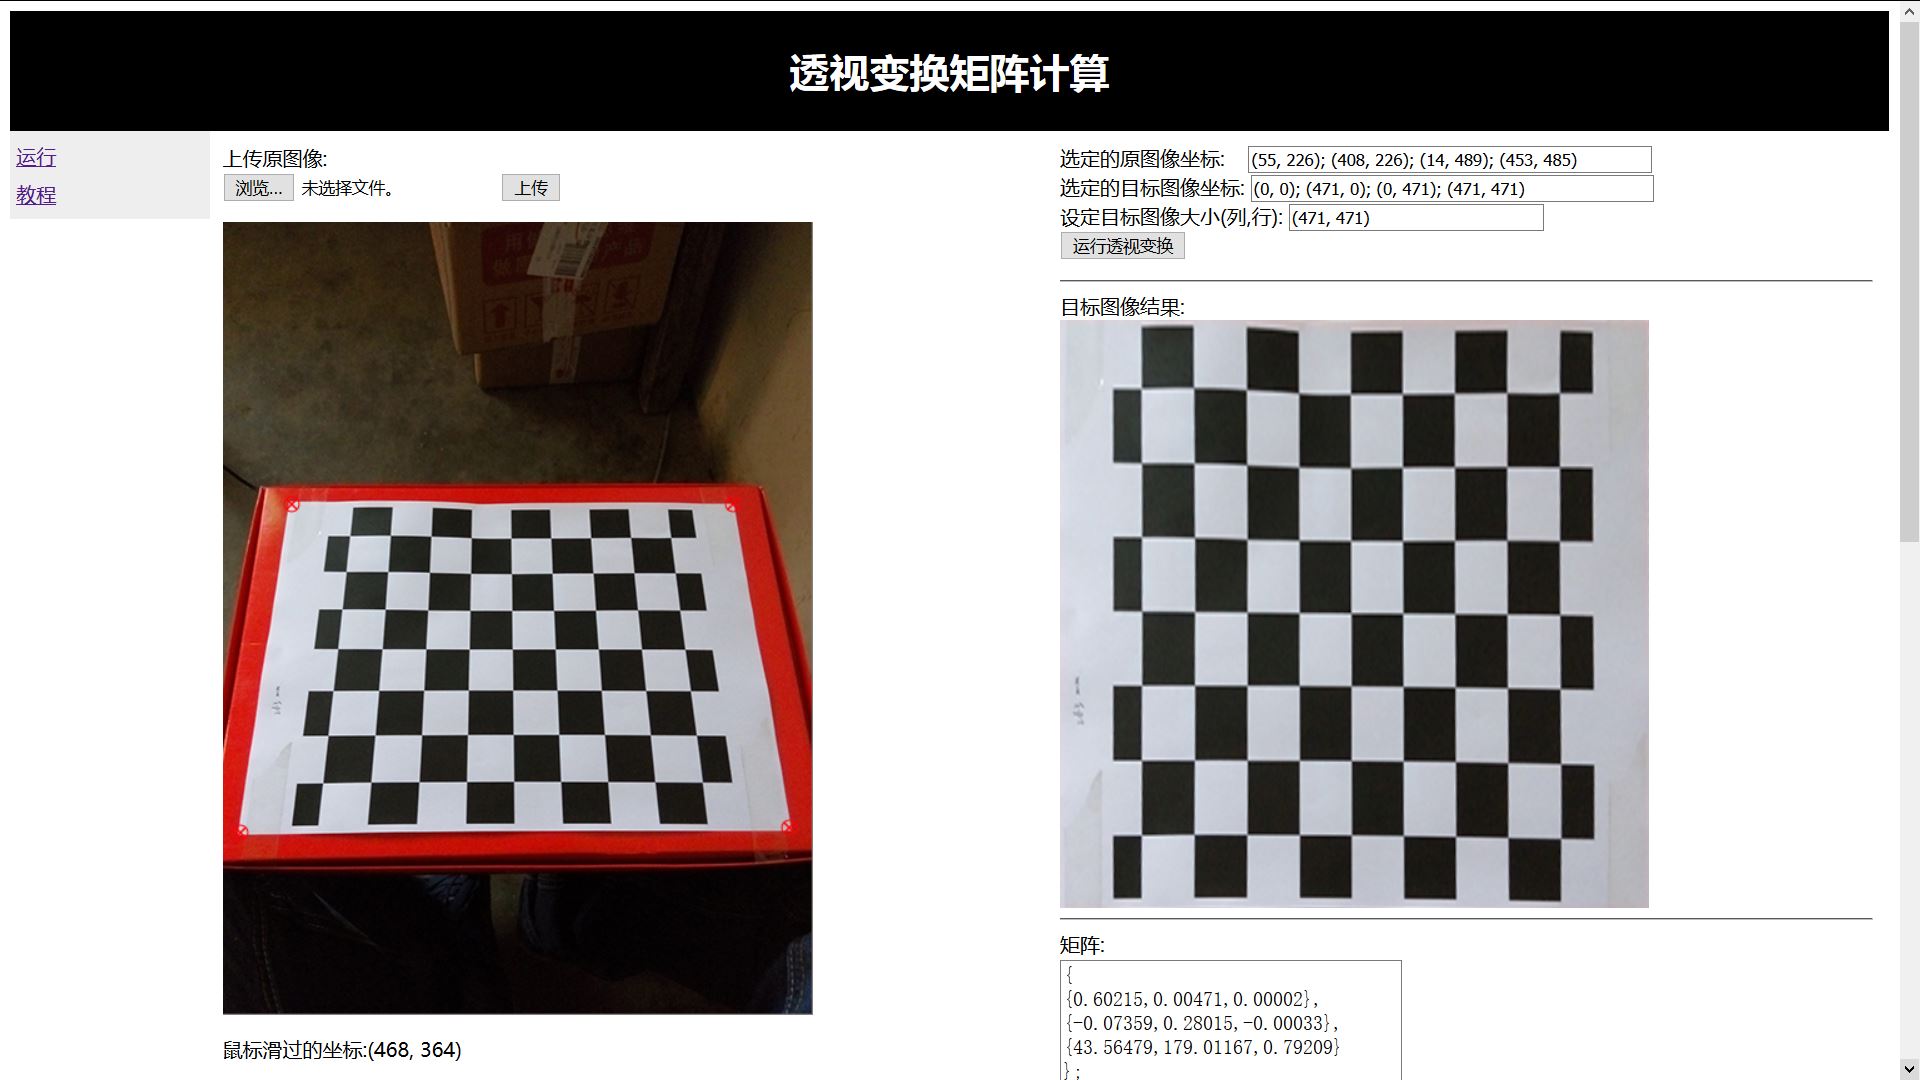 透视变换矩阵计算
运行
教程
上传原图像:
浏览... 未选择文件。 上传
用
产品
做
鼠标滑过的坐标:(468, 364)
选定的原图像坐标: (55, 226); (408, 226); (14, 489); (453, 485)
选定的目标图像坐标: (0, 0); (471, 0); (0, 471); (471, 471)
设定目标图像大小(列,行): (471, 471)
运行透视变换
目标图像结果:
矩阵:
{
{0.60215,0.00471,0.00002},
{-0.07359,0.28015,-0.00033},
{43.56479,179.01167,0.79209}
};